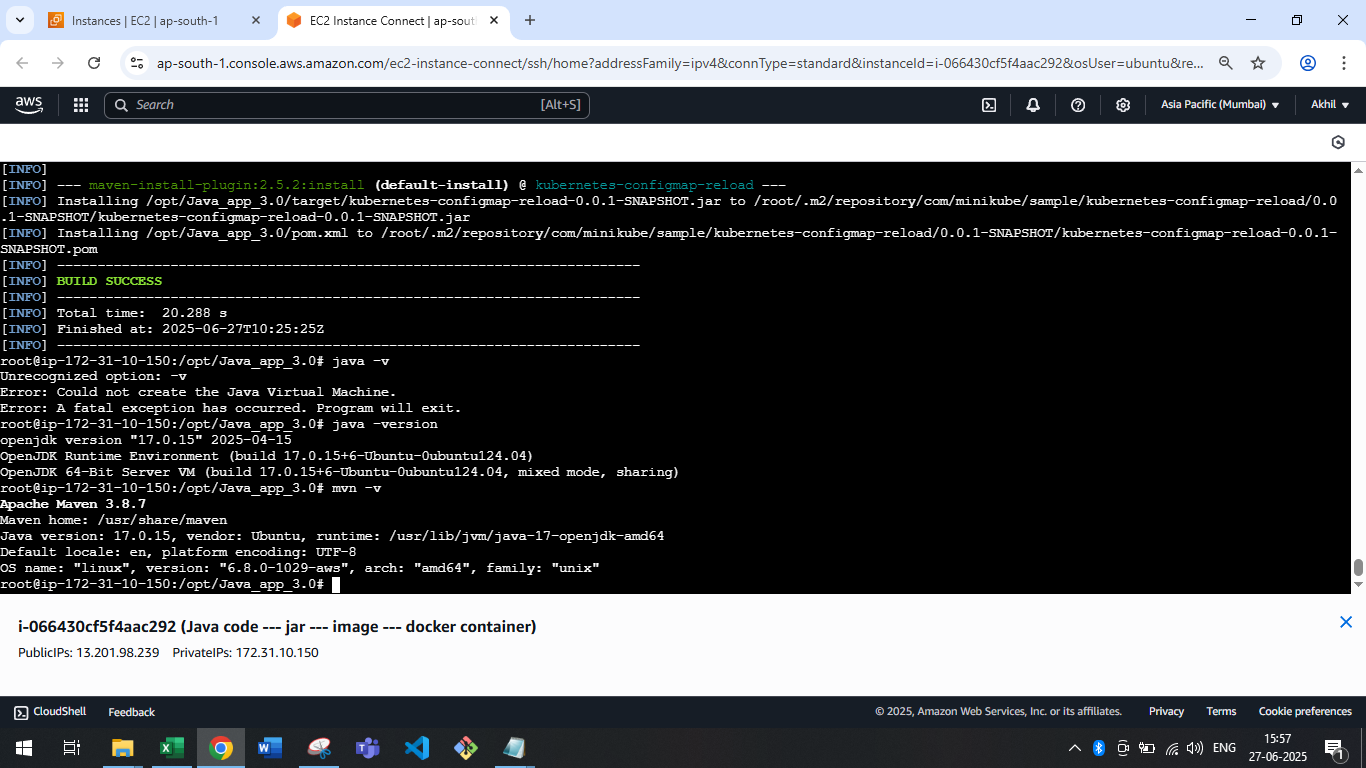 Instances | EC2 | ap-south-1
EC2 Instance Connect | ap-sout
ap-south-1.console.aws.amazon.com/ec2-instance-connect/ssh/home?addressFamily=ipv4&connType=standard&instanceId=i-066430cf5f4aac292&osUser=ubuntu&re...
aws
Search
[Alt+S]
Asia Pacific (Mumbai)
Akhil
[INFO]
[INFO] --- maven-install-plugin:2.5.2:install (default-install) @ kubernetes-configmap-reload ---
[INFO] Installing /opt/Java_app_3.0/target/kubernetes-configmap-reload-0.0.1-SNAPSHOT.jar to /root/.m2/repository/com/minikube/sample/kubernetes-configmap-reload/0.0
.1-SNAPSHOT/kubernetes-configmap-reload-0.0.1-SNAPSHOT.jar
[INFO] Installing /opt/Java_app_3.0/pom.xml to /root/.m2/repository/com/minikube/sample/kubernetes-configmap-reload/0.0.1-SNAPSHOT/kubernetes-configmap-reload-0.0.1-
SNAPSHOT.pom
[INFO] ------------------------------------------------------------------------
[INFO] BUILD SUCCESS
[INFO] ------------------------------------------------------------------------
[INFO] Total time:  20.288 s
[INFO] Finished at: 2025-06-27T10:25:25Z
[INFO] ------------------------------------------------------------------------
root@ip-172-31-10-150:/opt/Java_app_3.0# java -v
Unrecognized option: -v
Error: Could not create the Java Virtual Machine.
Error: A fatal exception has occurred. Program will exit.
root@ip-172-31-10-150:/opt/Java_app_3.0# java -version
openjdk version "17.0.15" 2025-04-15
OpenJDK Runtime Environment (build 17.0.15+6-Ubuntu-0ubuntu124.04)
OpenJDK 64-Bit Server VM (build 17.0.15+6-Ubuntu-0ubuntu124.04, mixed mode, sharing)
root@ip-172-31-10-150:/opt/Java_app_3.0# mvn -v
Apache Maven 3.8.7
Maven home: /usr/share/maven
Java version: 17.0.15, vendor: Ubuntu, runtime: /usr/lib/jvm/java-17-openjdk-amd64
Default locale: en, platform encoding: UTF-8
OS name: "linux", version: "6.8.0-1029-aws", arch: "amd64", family: "unix"
root@ip-172-31-10-150:/opt/Java_app_3.0#
i-066430cf5f4aac292 (Java code --- jar --- image --- docker container)
PublicIPs: 13.201.98.239 PrivateIPs: 172.31.10.150
CloudShell
Feedback
© 2025, Amazon Web Services, Inc. or its affiliates.
Privacy
Terms
Cookie preferences
ENG
15:57
27-06-2025
1